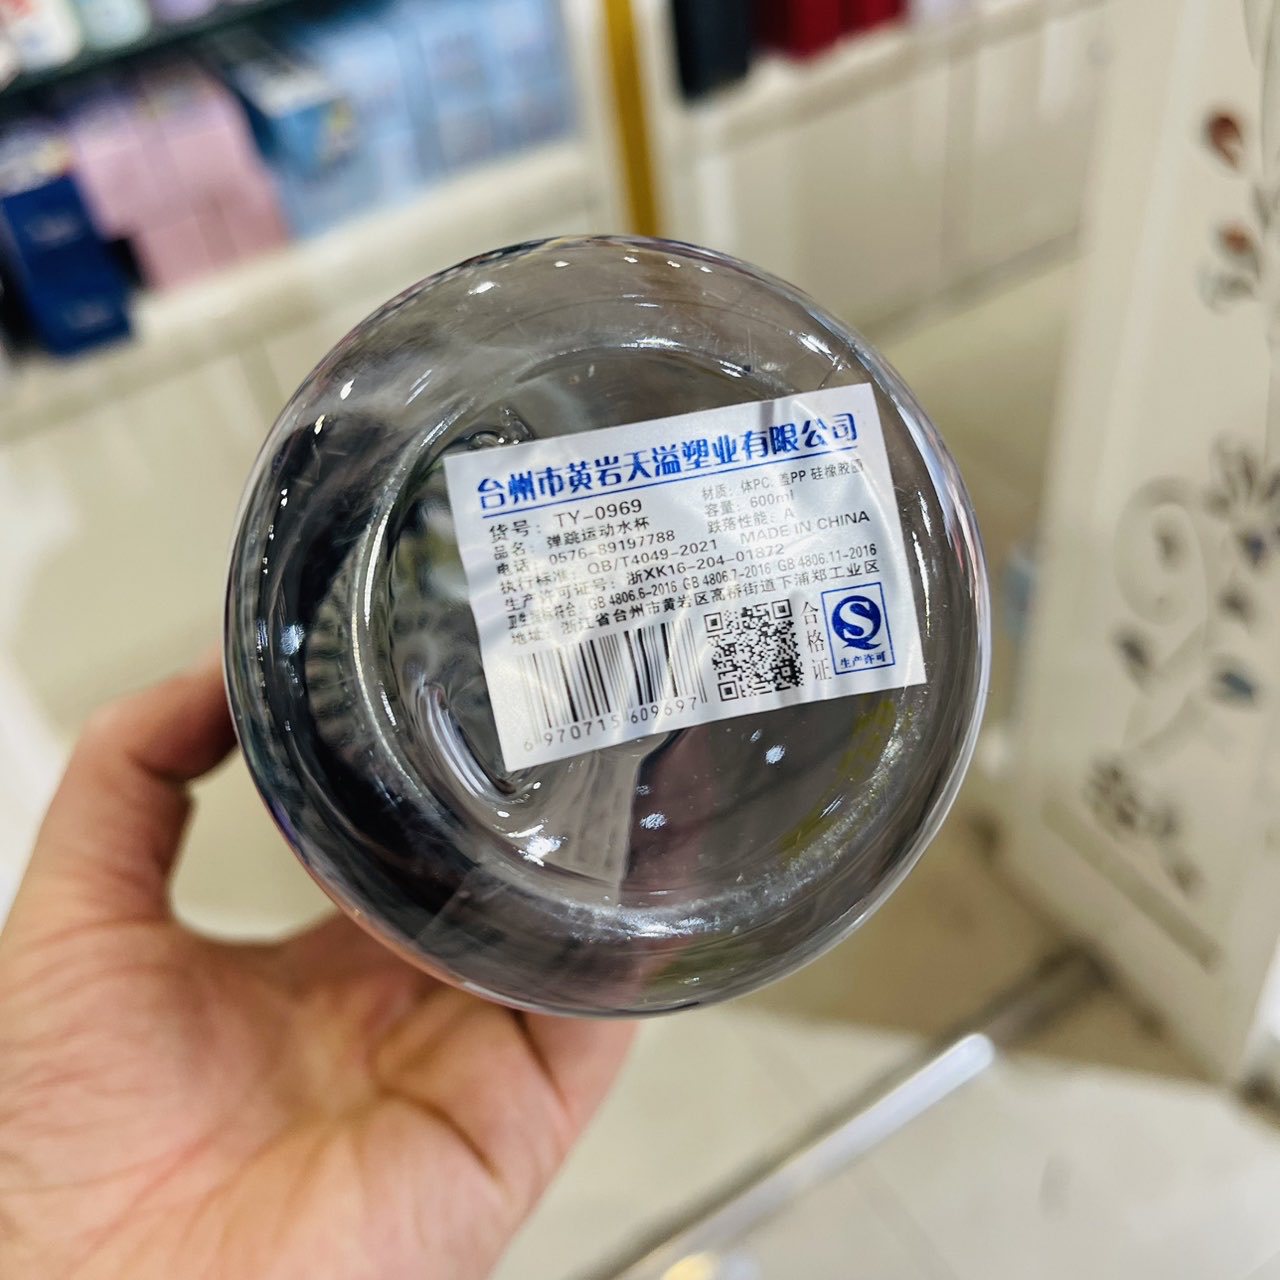 台州市黄岩天溢塑业有限公司
货号：TY-0969
材质：体PC, 盖PP 硅橡胶圈
品名：弹跳运动水杯
容量：600ml
电话：0576-89197788
跌落性能：A
执行标准：QB/T4049-2021
MADE IN CHINA
生产许可证号：浙XK16-204-01872
卫生指标符合：GB 4806.6-2016 GB 4806.7-2016 GB 4806.11-2016
地址：浙江省台州市黄岩区高桥街道下浦郑工业区
合格证
生产许可
6970715609697